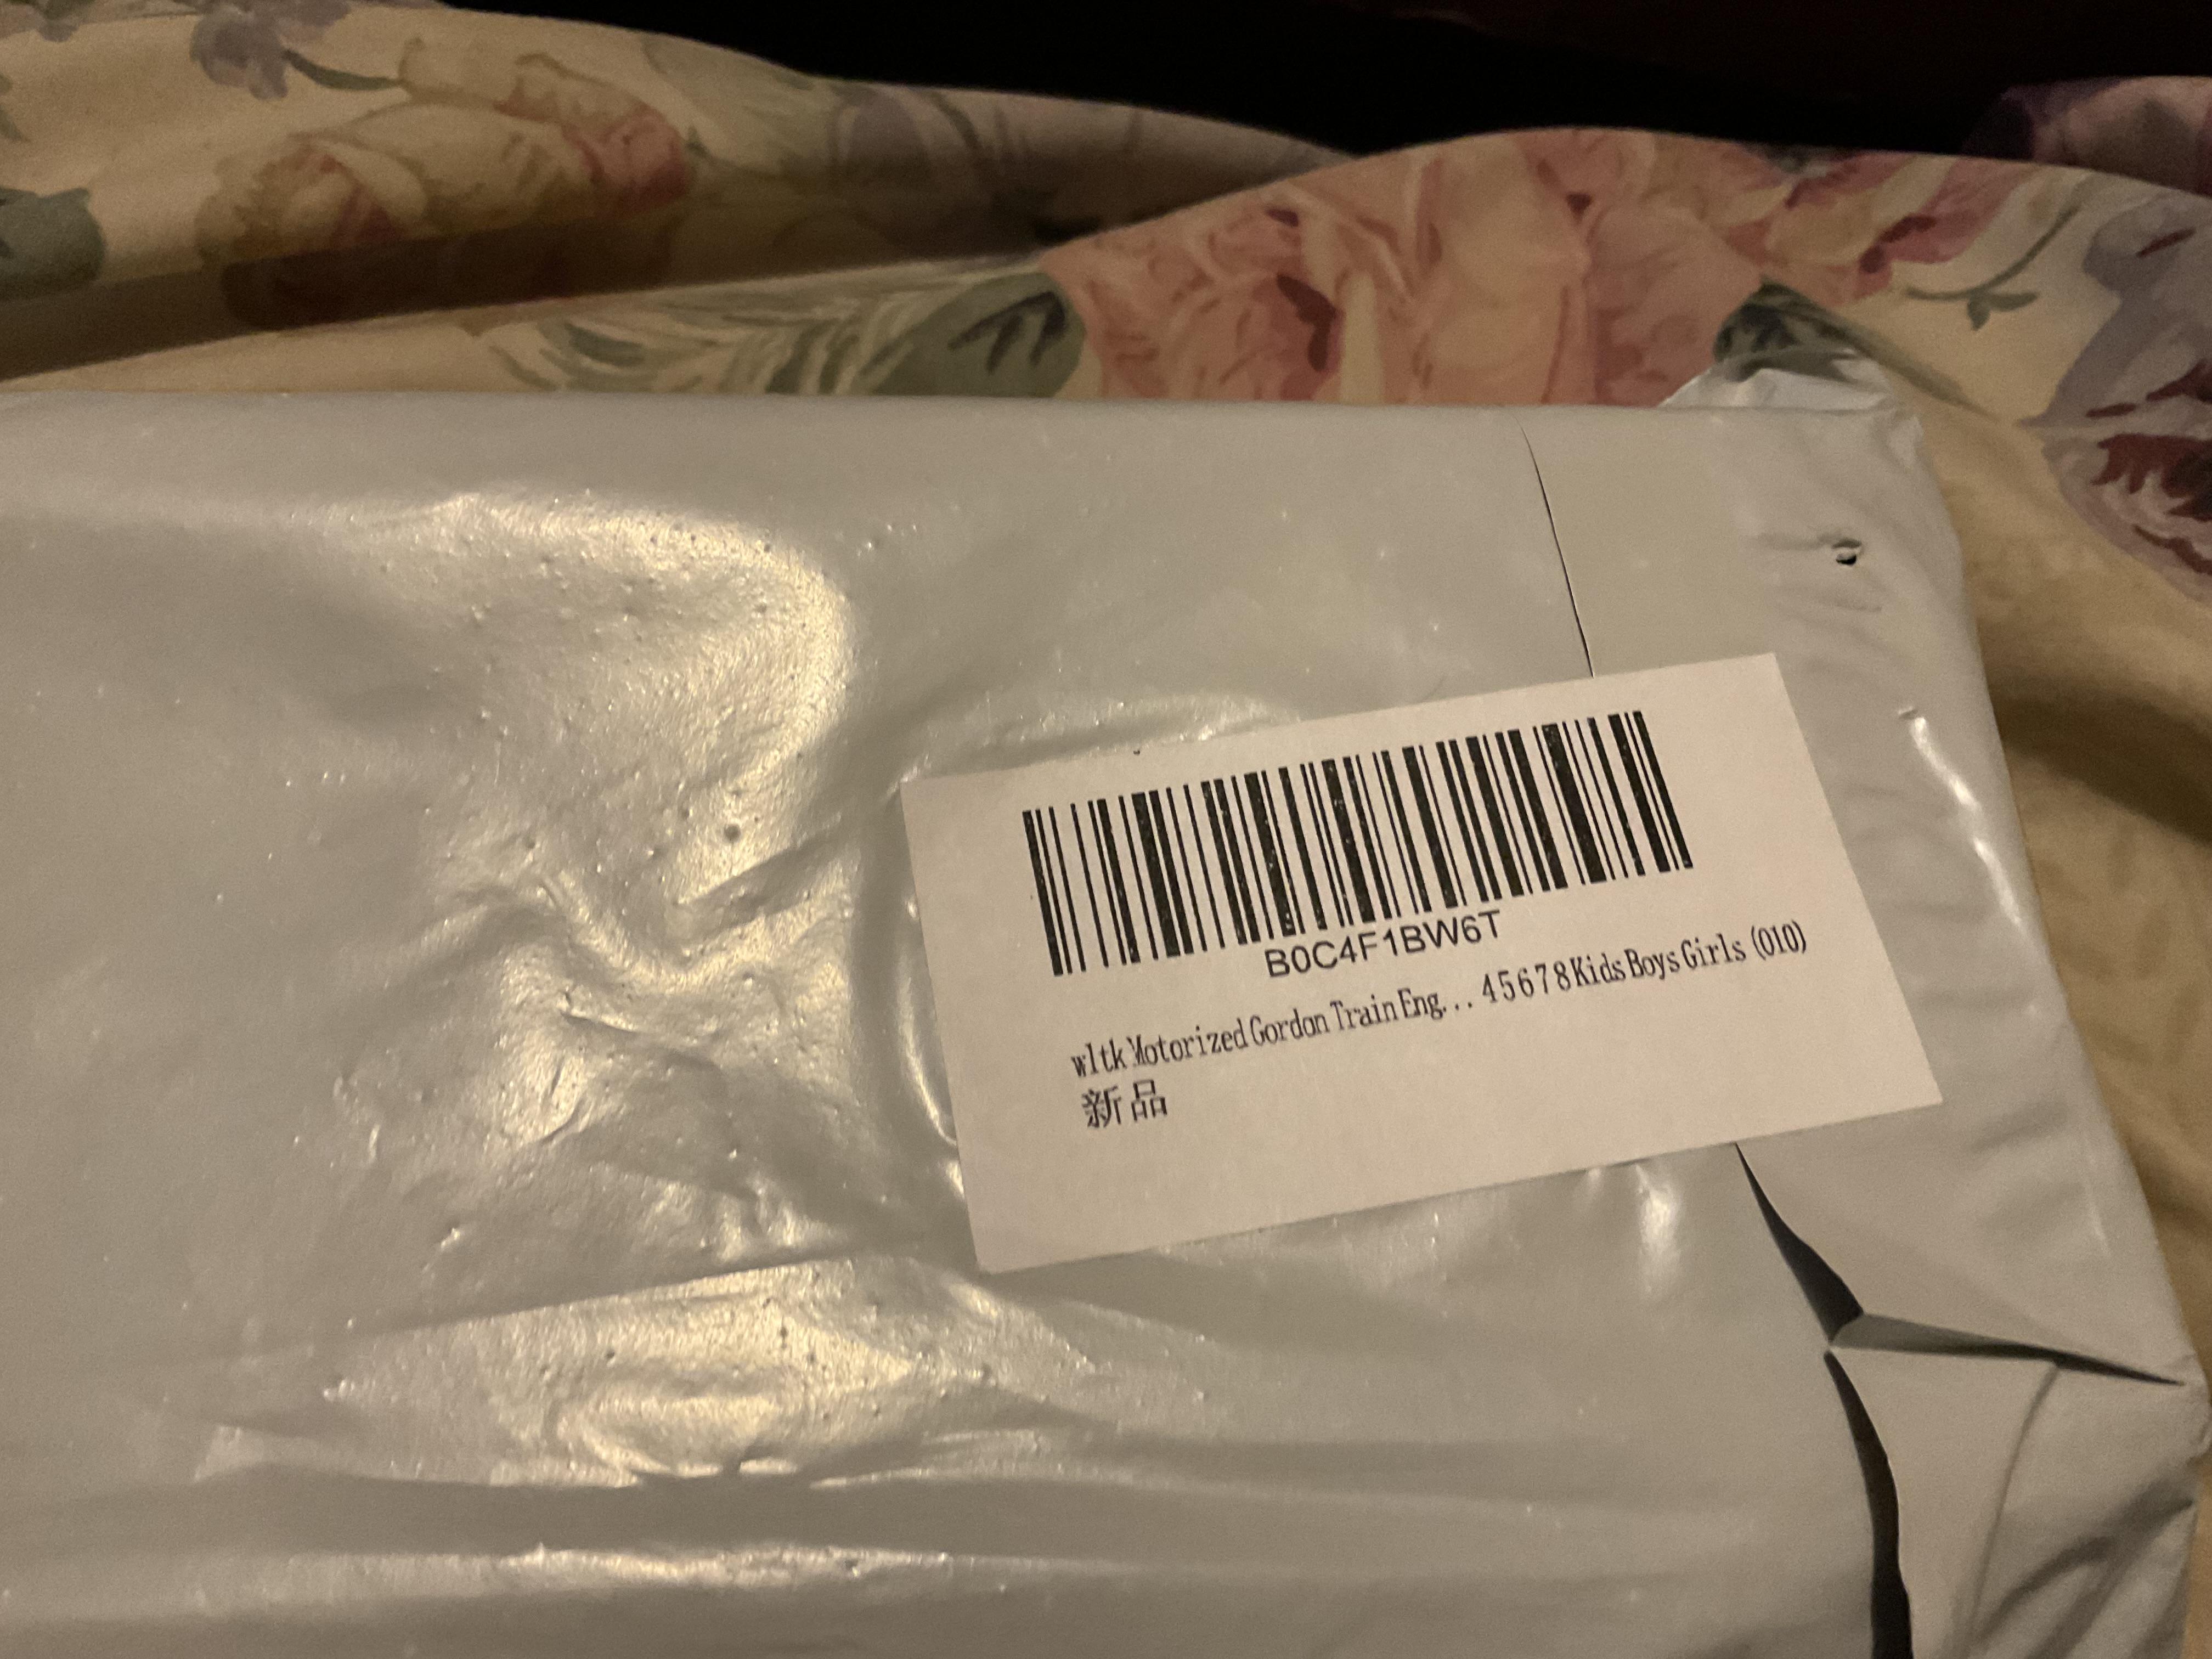 B0C4F1BW6T
wltk Motorized Gordon Train Eng... 45678 Kids Boys Girls (010)
新品